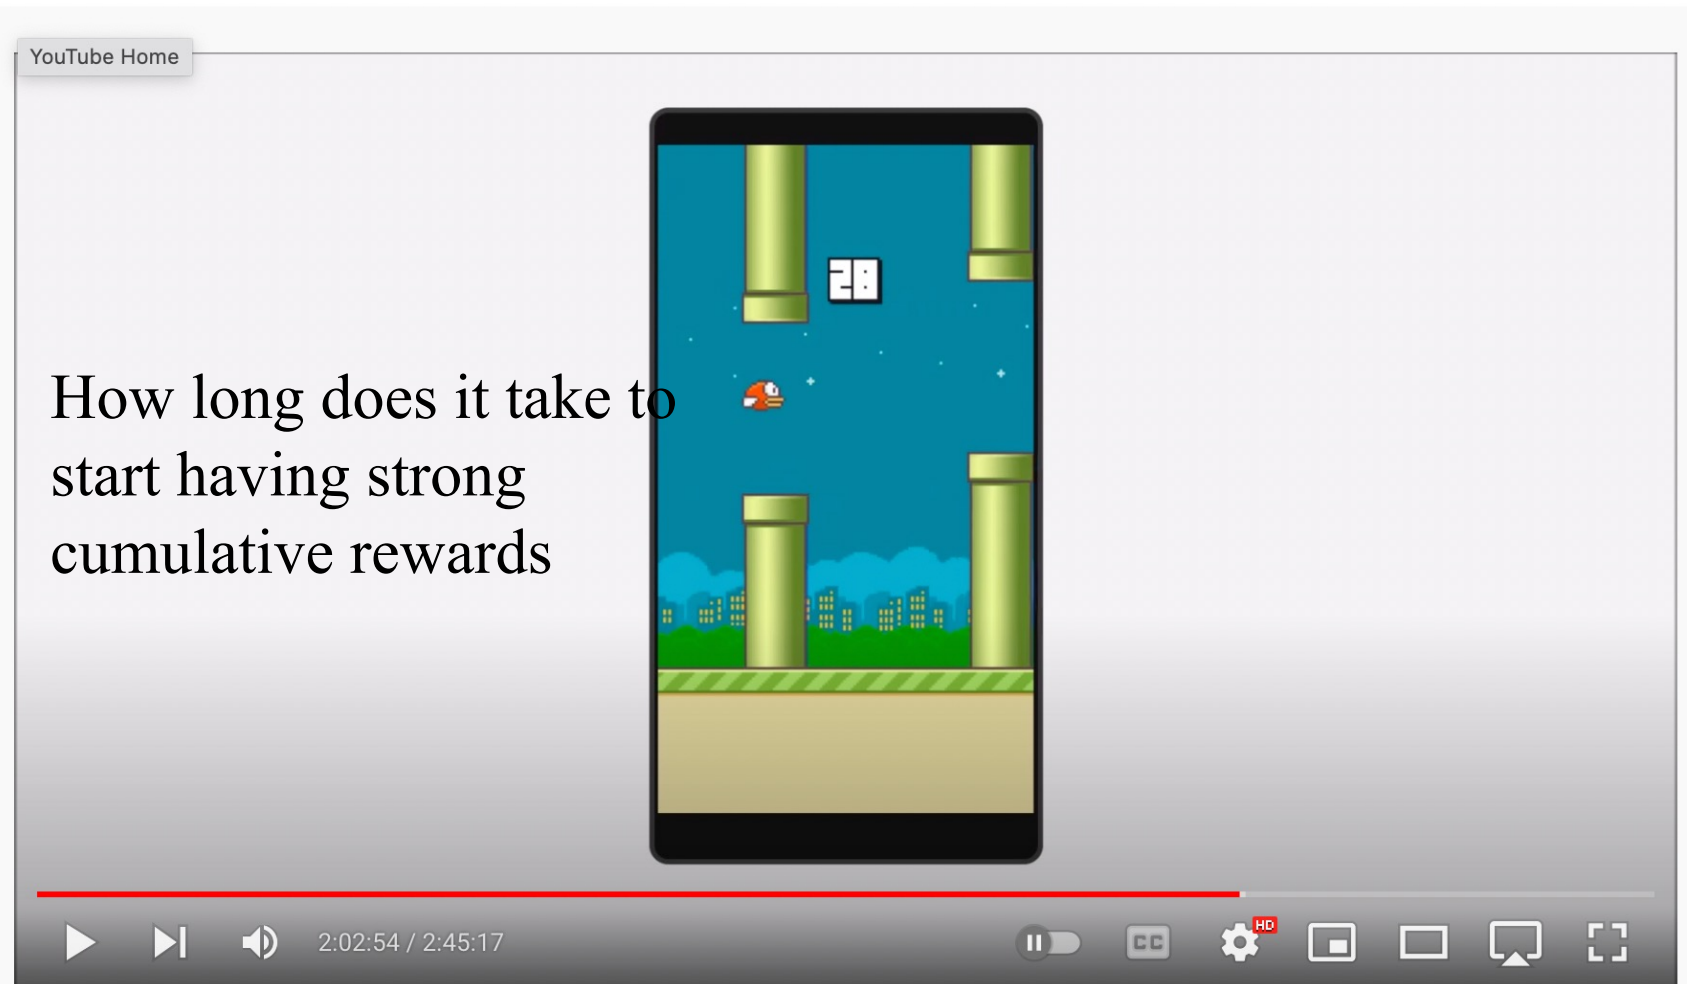 YouTube Home
28
How long does it take to
start having strong
cumulative rewards
2:02:54 / 2:45:17
CC
HD